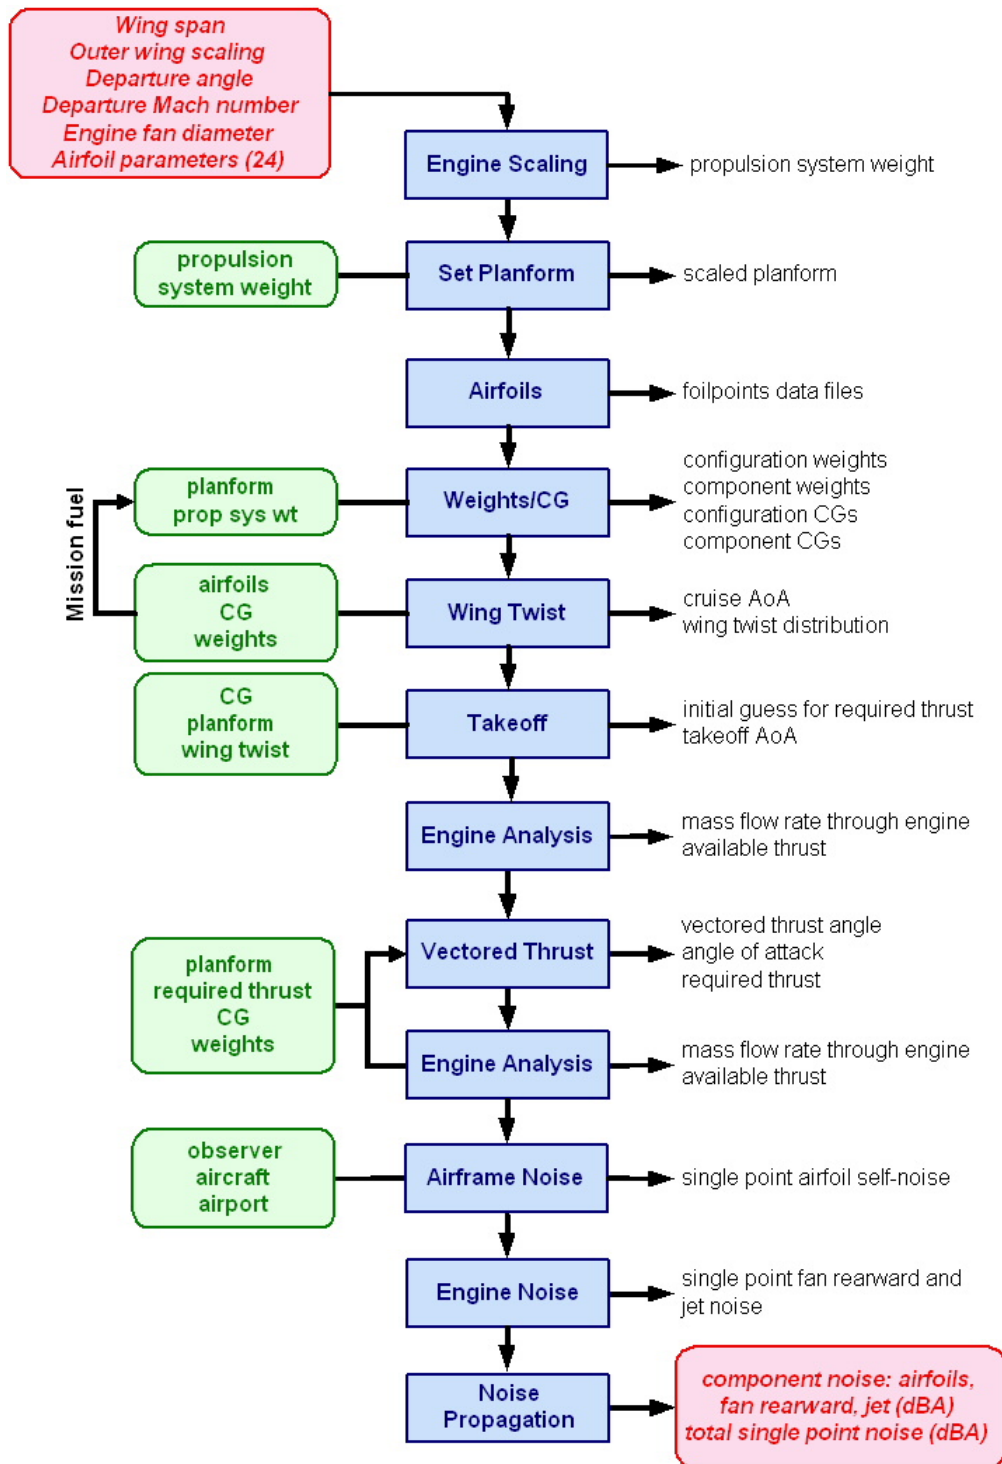 Wing span
Outer wing scaling
Departure angle
Departure Mach number
Engine fan diameter
Airfoil parameters (24)
Engine Scaling
propulsion system weight
propulsion
system weight
Set Planform
scaled planform
Airfoils
foilpoints data files
Mission fuel
planform
prop sys wt
Weights/CG
configuration weights
component weights
configuration CGs
component CGs
airfoils
CG
weights
Wing Twist
cruise AoA
wing twist distribution
CG
planform
wing twist
Takeoff
initial guess for required thrust
takeoff AoA
Engine Analysis
mass flow rate through engine
available thrust
planform
required thrust
CG
weights
Vectored Thrust
vectored thrust angle
angle of attack
required thrust
Engine Analysis
mass flow rate through engine
available thrust
observer
aircraft
airport
Airframe Noise
single point airfoil self-noise
Engine Noise
single point fan rearward and
jet noise
Noise
Propagation
component noise: airfoils,
fan rearward, jet (dBA)
total single point noise (dBA)